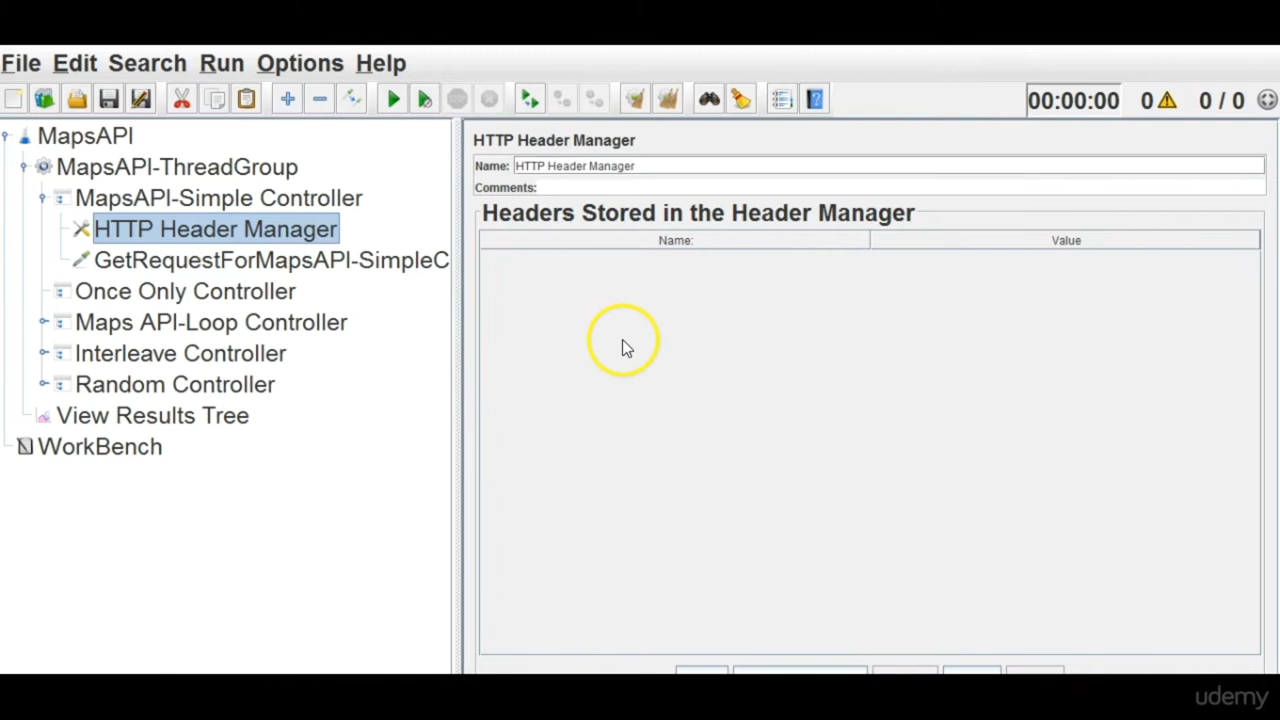 File Edit Search Run Options Help
00:00:00 0 0 / 0
MapsAPI
MapsAPI-ThreadGroup
MapsAPI-Simple Controller
HTTP Header Manager
GetRequestForMapsAPI-SimpleC
Once Only Controller
Maps API-Loop Controller
Interleave Controller
Random Controller
View Results Tree
WorkBench
HTTP Header Manager
Name: HTTP Header Manager
Comments:
Headers Stored in the Header Manager
Name: Value
udemy